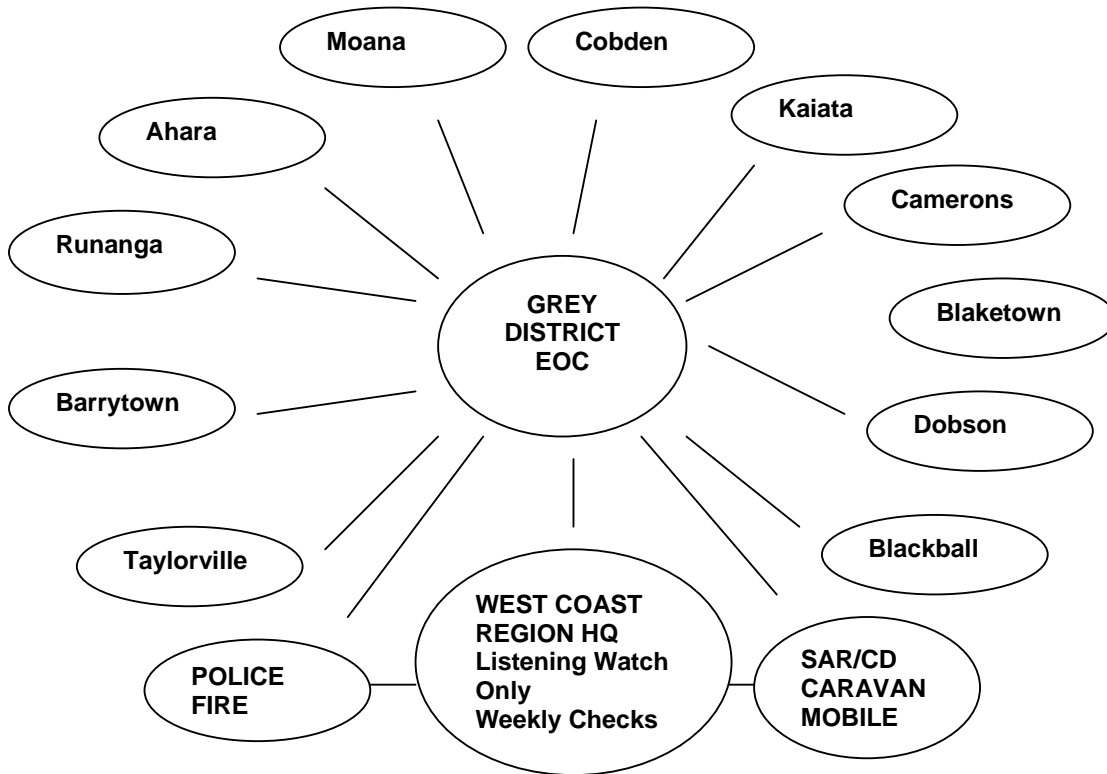 Moana
Cobden
Kaiata
Ahara
Camerons
Runanga
GREY
DISTRICT
EOC
Blaketown
Barrytown
Dobson
Taylorville
Blackball
WEST COAST
REGION HQ
Listening Watch
Only
Weekly Checks
POLICE
FIRE
SAR/CD
CARAVAN
MOBILE